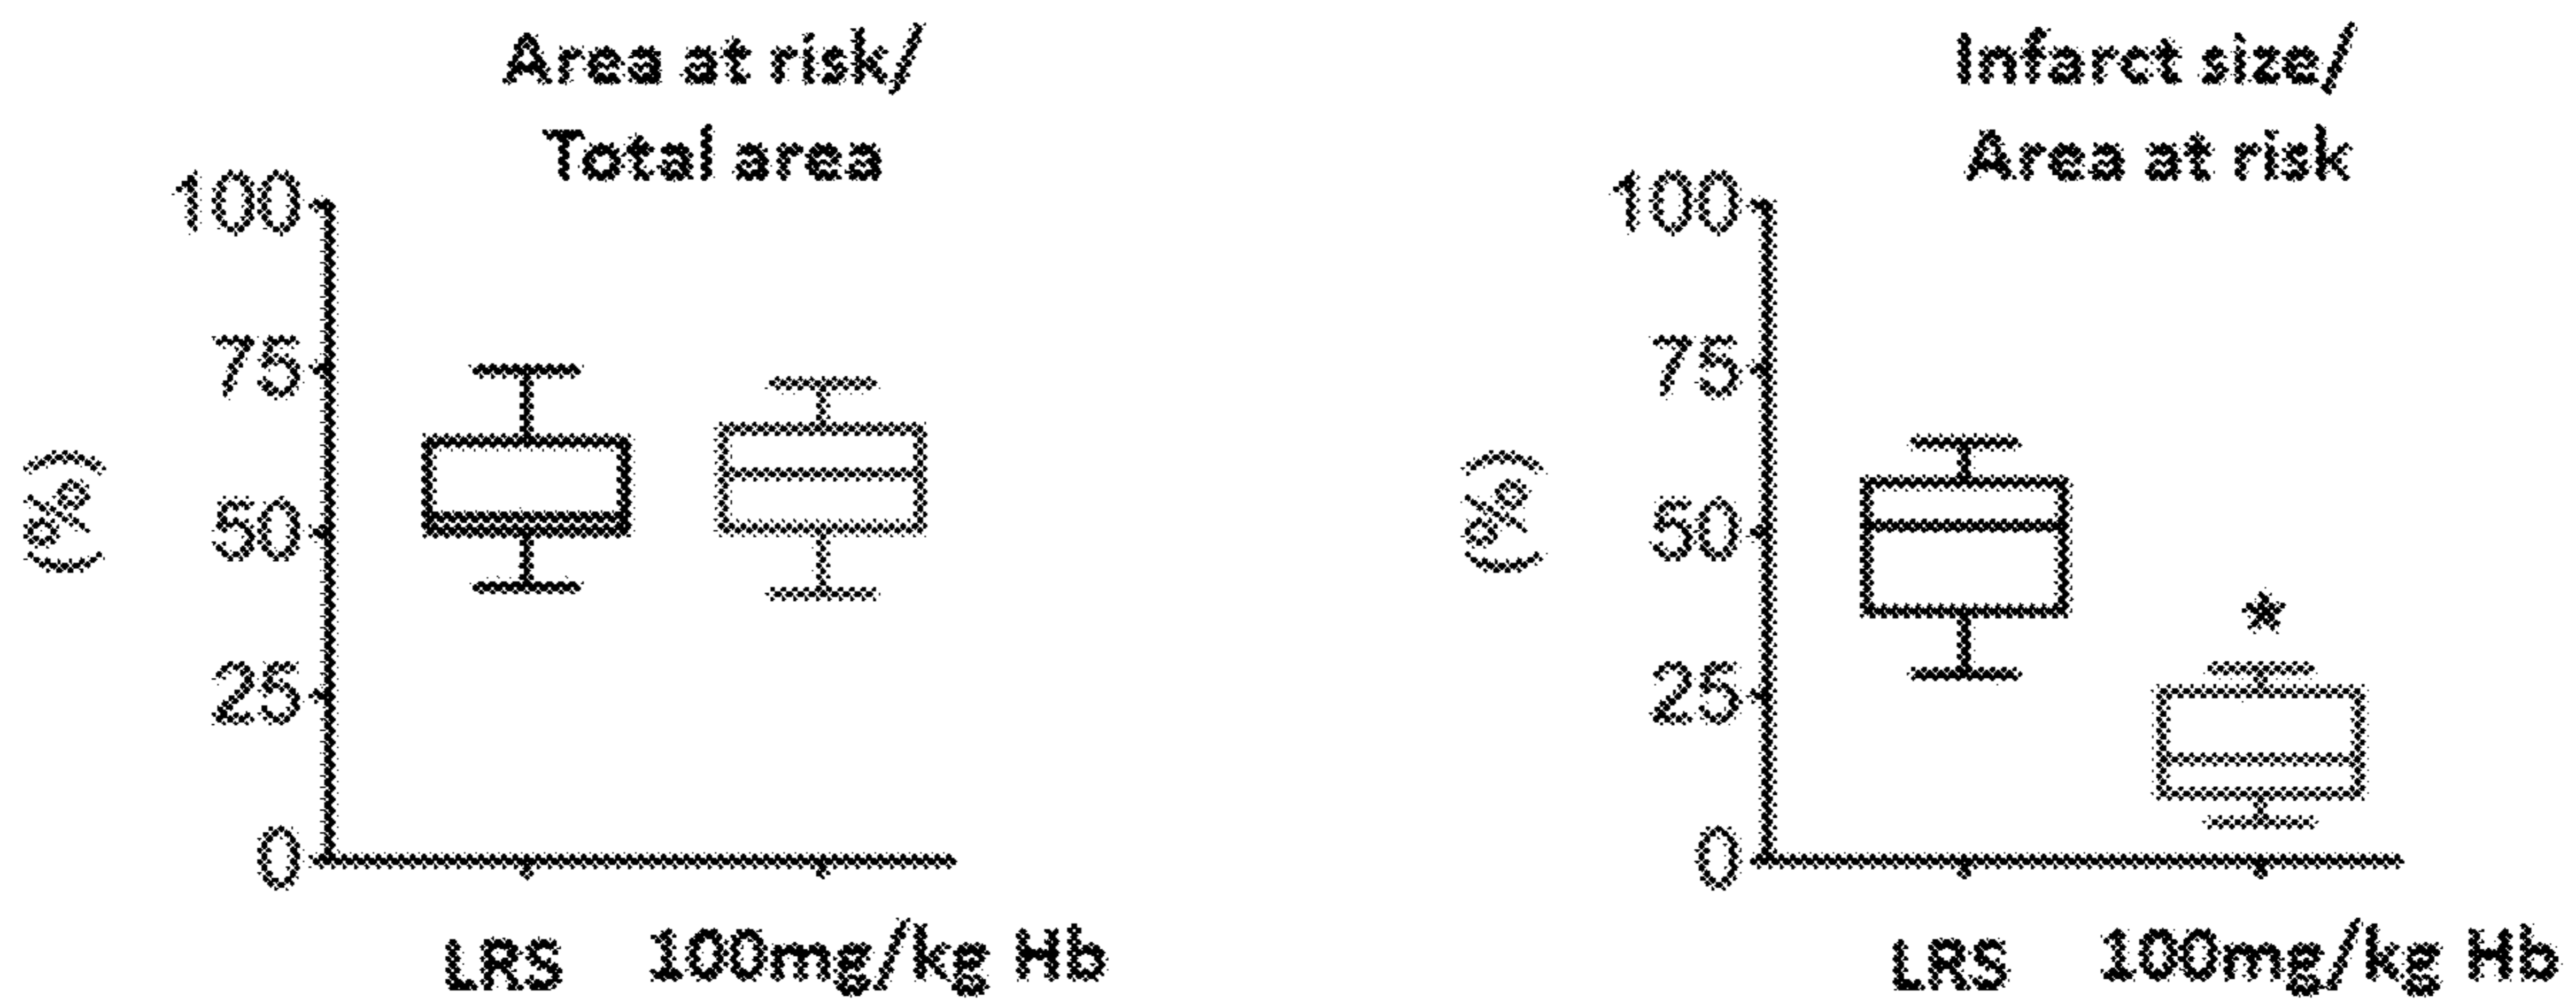 Area at risk/
Total area
100
75
50
25
0
(%)
LRS 100mg/kg Hb
Infarct size/
Area at risk
100
75
50
25
0
(%)
*
LRS 100mg/kg Hb